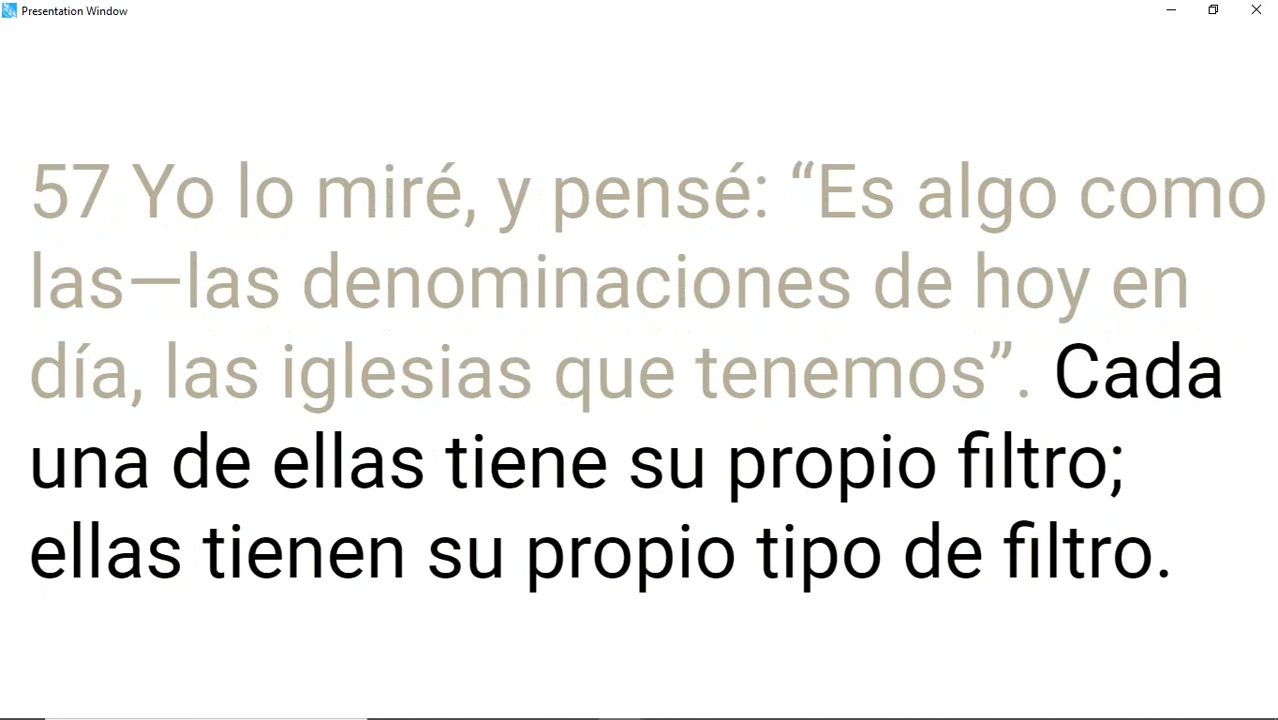 Presentation Window
57 Yo lo miré, y pensé: “Es algo como
las—las denominaciones de hoy en
día, las iglesias que tenemos”. Cada
una de ellas tiene su propio filtro;
ellas tienen su propio tipo de filtro.